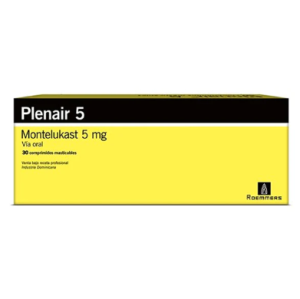 Plenair 5
Montelukast 5 mg
Vía oral
30 comprimidos masticables
Venta bajo receta profesional
Industria Dominicana
ROEMMERS